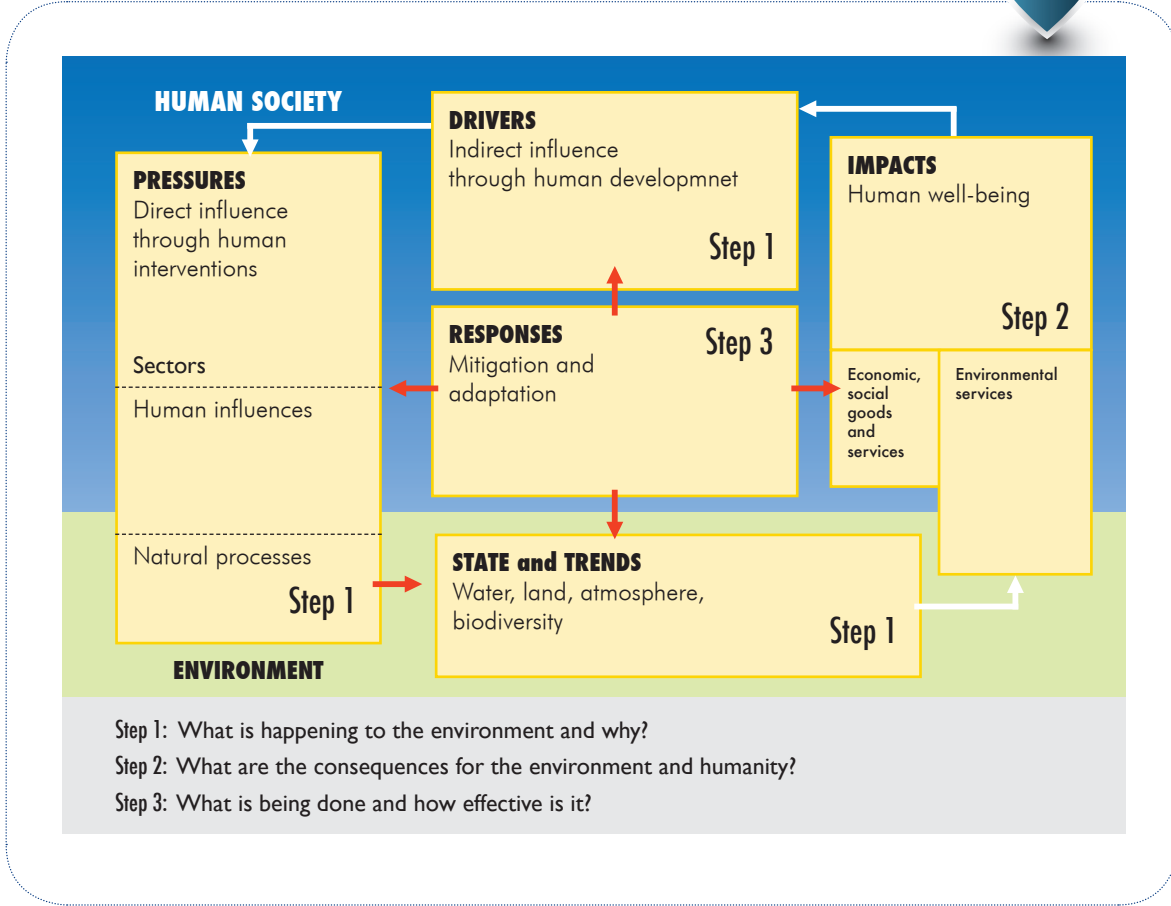 HUMAN SOCIETY
PRESSURES
Direct influence
through human
interventions
Sectors
Human influences
Natural processes
Step 1
ENVIRONMENT
DRIVERS
Indirect influence
through human developmnet
Step 1
RESPONSES
Step 3
Mitigation and
adaptation
IMPACTS
Human well-being
Step 2
Economic,
social
goods
and
services
Environmental
services
STATE and TRENDS
Water, land, atmosphere,
biodiversity
Step 1
Step 1: What is happening to the environment and why?
Step 2: What are the consequences for the environment and humanity?
Step 3: What is being done and how effective is it?